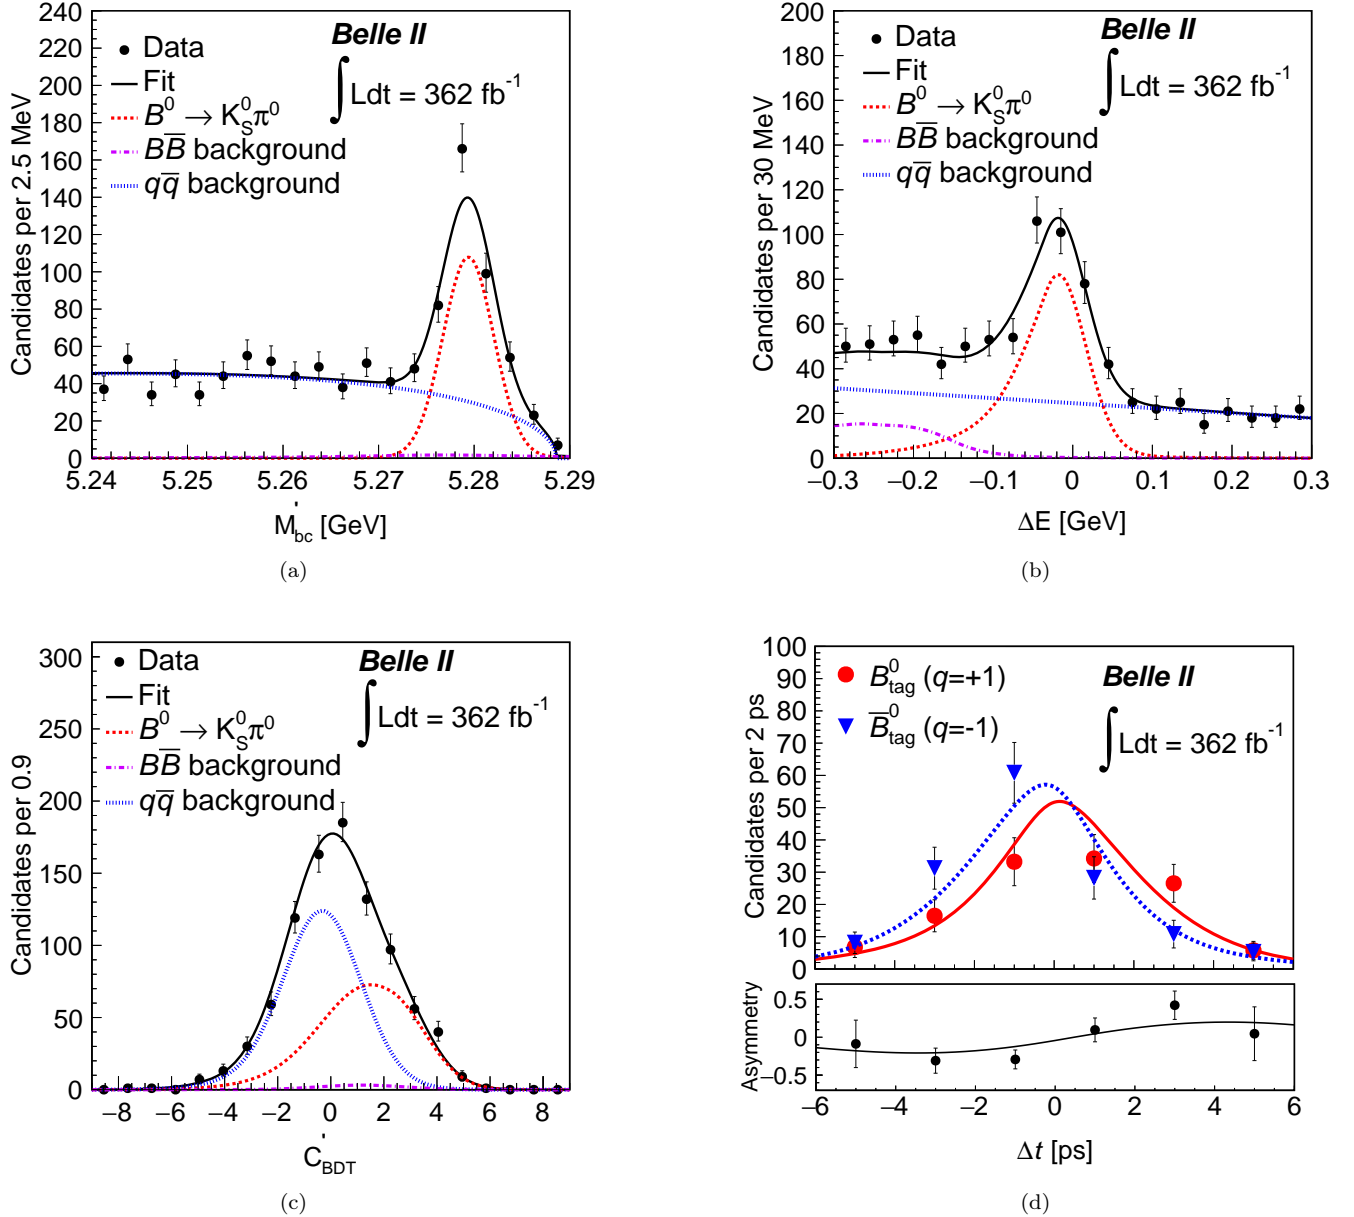 Belle II
Data
Fit
B⁰ → K_S⁰π⁰
BB̅ background
qq̅ background
∫Ldt = 362 fb⁻¹
Candidates per 2.5 MeV
240
220
200
180
160
140
120
100
80
60
40
20
0
5.24 5.25 5.26 5.27 5.28 5.29
M'_bc [GeV]
(a)
Belle II
Data
Fit
B⁰ → K_S⁰π⁰
BB̅ background
qq̅ background
∫Ldt = 362 fb⁻¹
Candidates per 30 MeV
200
180
160
140
120
100
80
60
40
20
0
−0.3 −0.2 −0.1 0 0.1 0.2 0.3
ΔE [GeV]
(b)
Belle II
Data
Fit
B⁰ → K_S⁰π⁰
BB̅ background
qq̅ background
∫Ldt = 362 fb⁻¹
Candidates per 0.9
300
250
200
150
100
50
0
−8 −6 −4 −2 0 2 4 6 8
C'_BDT
(c)
Belle II
B⁰_tag (q=+1)
B̅⁰_tag (q=-1)
∫Ldt = 362 fb⁻¹
Candidates per 2 ps
100
90
80
70
60
50
40
30
20
10
0
Asymmetry
0.5
0
−0.5
−6 −4 −2 0 2 4 6
Δt [ps]
(d)